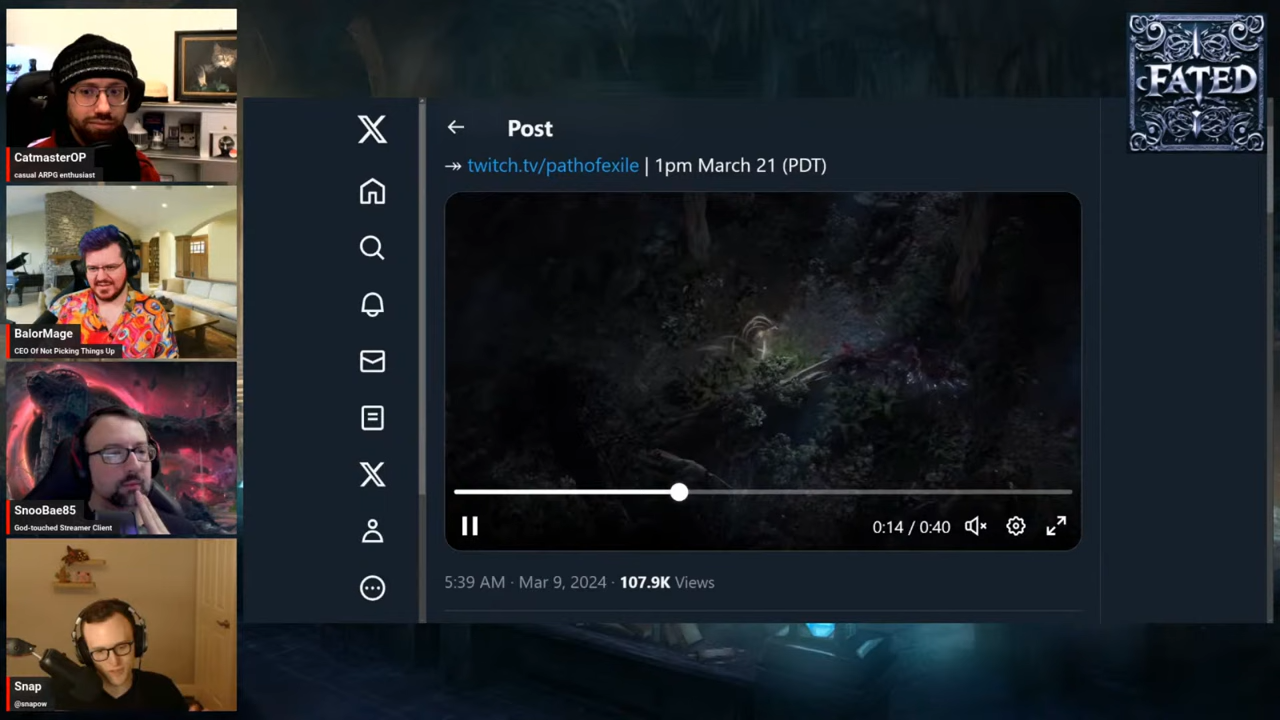 CatmasterOP
casual ARPG enthusiast
BalorMage
CEO Of Not Picking Things Up
SnooBae85
God-touched Streamer Client
Snap
@snapow
Post
twitch.tv/pathofexile | 1pm March 21 (PDT)
0:14 / 0:40
5:39 AM · Mar 9, 2024 · 107.9K Views
FATED